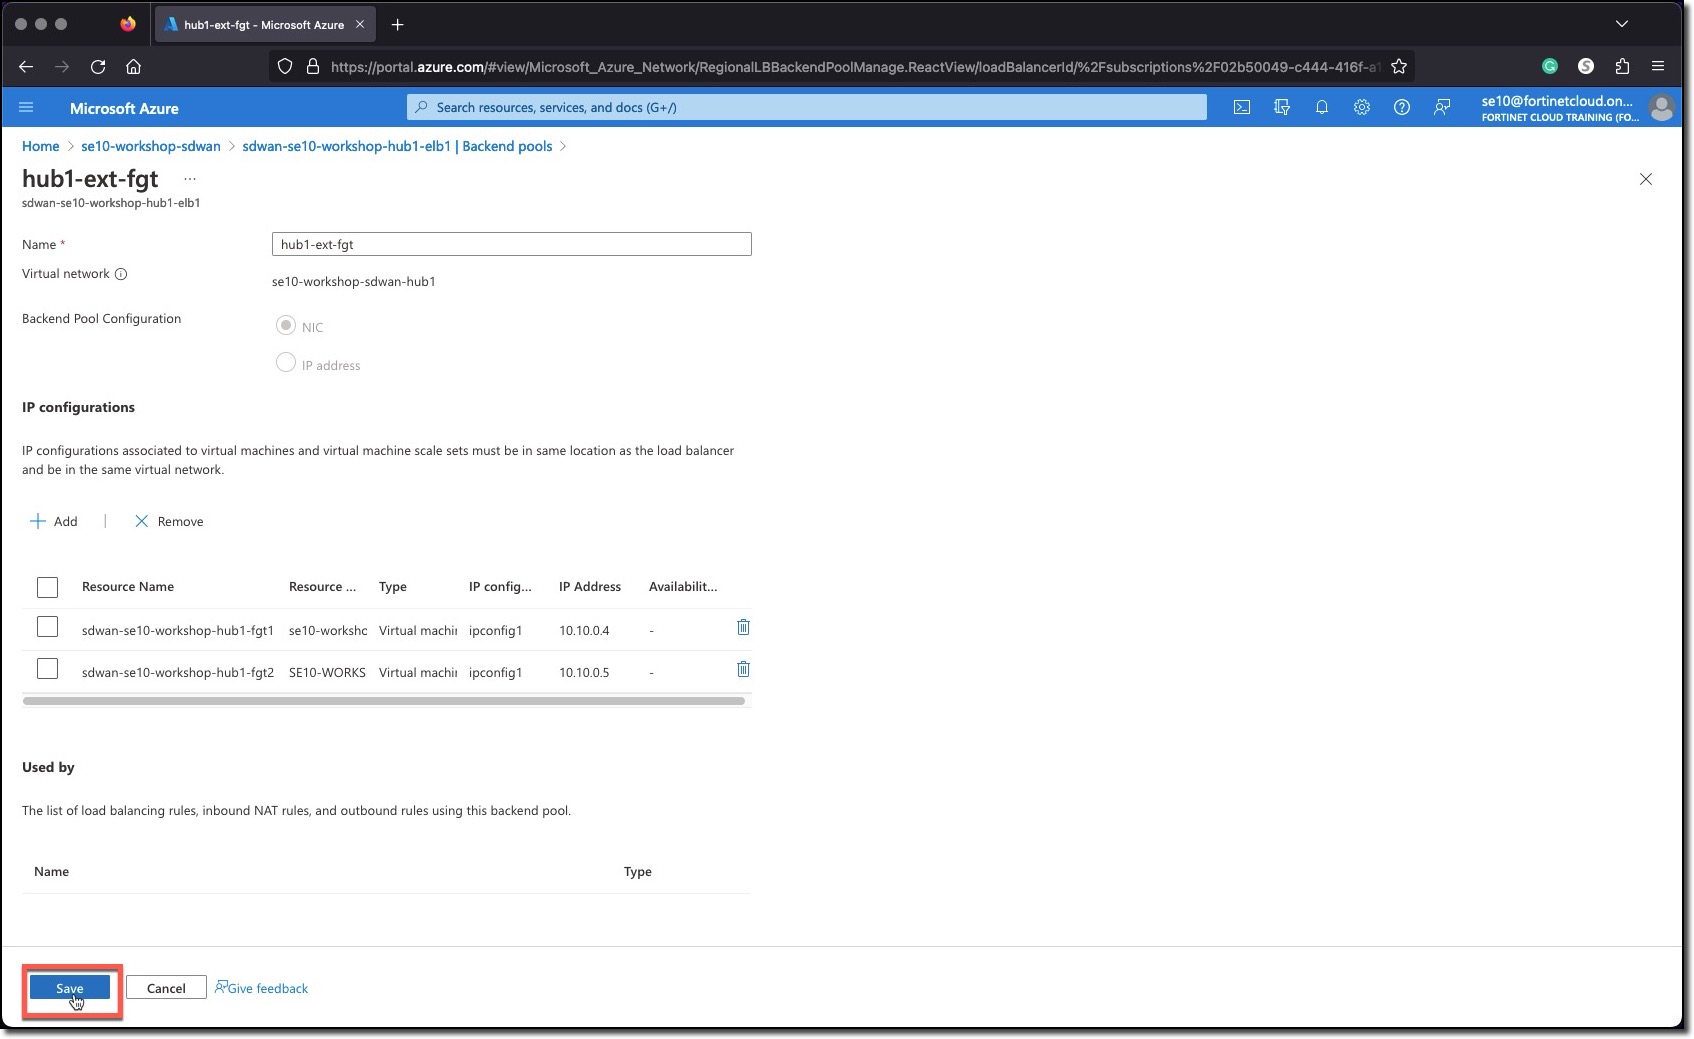 hub1-ext-fgt - Microsoft Azure
https://portal.azure.com/#view/Microsoft_Azure_Network/RegionalLBBackendPoolManage.ReactView/loadBalancerId/%2Fsubscriptions%2F02b50049-c444-416f-a1
Microsoft Azure
Search resources, services, and docs (G+/)
se10@fortinetcloud.on...
FORTINET CLOUD TRAINING (FO...
Home > se10-workshop-sdwan > sdwan-se10-workshop-hub1-elb1 | Backend pools >
hub1-ext-fgt ...
sdwan-se10-workshop-hub1-elb1
Name * hub1-ext-fgt
Virtual network se10-workshop-sdwan-hub1
Backend Pool Configuration
NIC
IP address
IP configurations
IP configurations associated to virtual machines and virtual machine scale sets must be in same location as the load balancer
and be in the same virtual network.
Add | Remove
Resource Name Resource ... Type IP config... IP Address Availabilit...
sdwan-se10-workshop-hub1-fgt1 se10-workshc Virtual machir ipconfig1 10.10.0.4 -
sdwan-se10-workshop-hub1-fgt2 SE10-WORKS Virtual machir ipconfig1 10.10.0.5 -
Used by
The list of load balancing rules, inbound NAT rules, and outbound rules using this backend pool.
Name Type
Save Cancel Give feedback